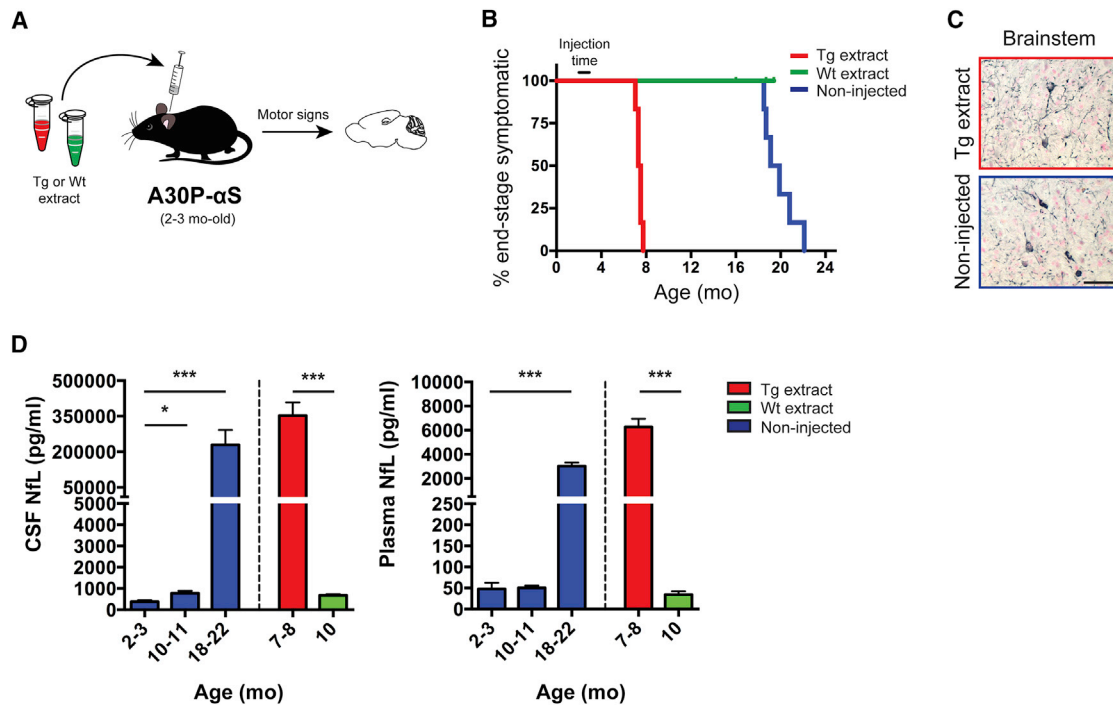 A
Tg or Wt
extract
Motor signs
A30P-αS
(2-3 mo-old)
B
Injection
time
Tg extract
Wt extract
Non-injected
% end-stage symptomatic
100
75
50
25
0
0 4 8 12 16 20 24
Age (mo)
C
Brainstem
Tg extract
Non-injected
D
CSF NfL (pg/ml)
500000
350000
200000
50000
5000
4000
3000
2000
1000
0
*** ***
*
2-3 10-11 18-22 7-8 10
Age (mo)
Plasma NfL (pg/ml)
10000
8000
6000
4000
2000
250
200
150
100
50
0
*** ***
2-3 10-11 18-22 7-8 10
Age (mo)
Tg extract
Wt extract
Non-injected